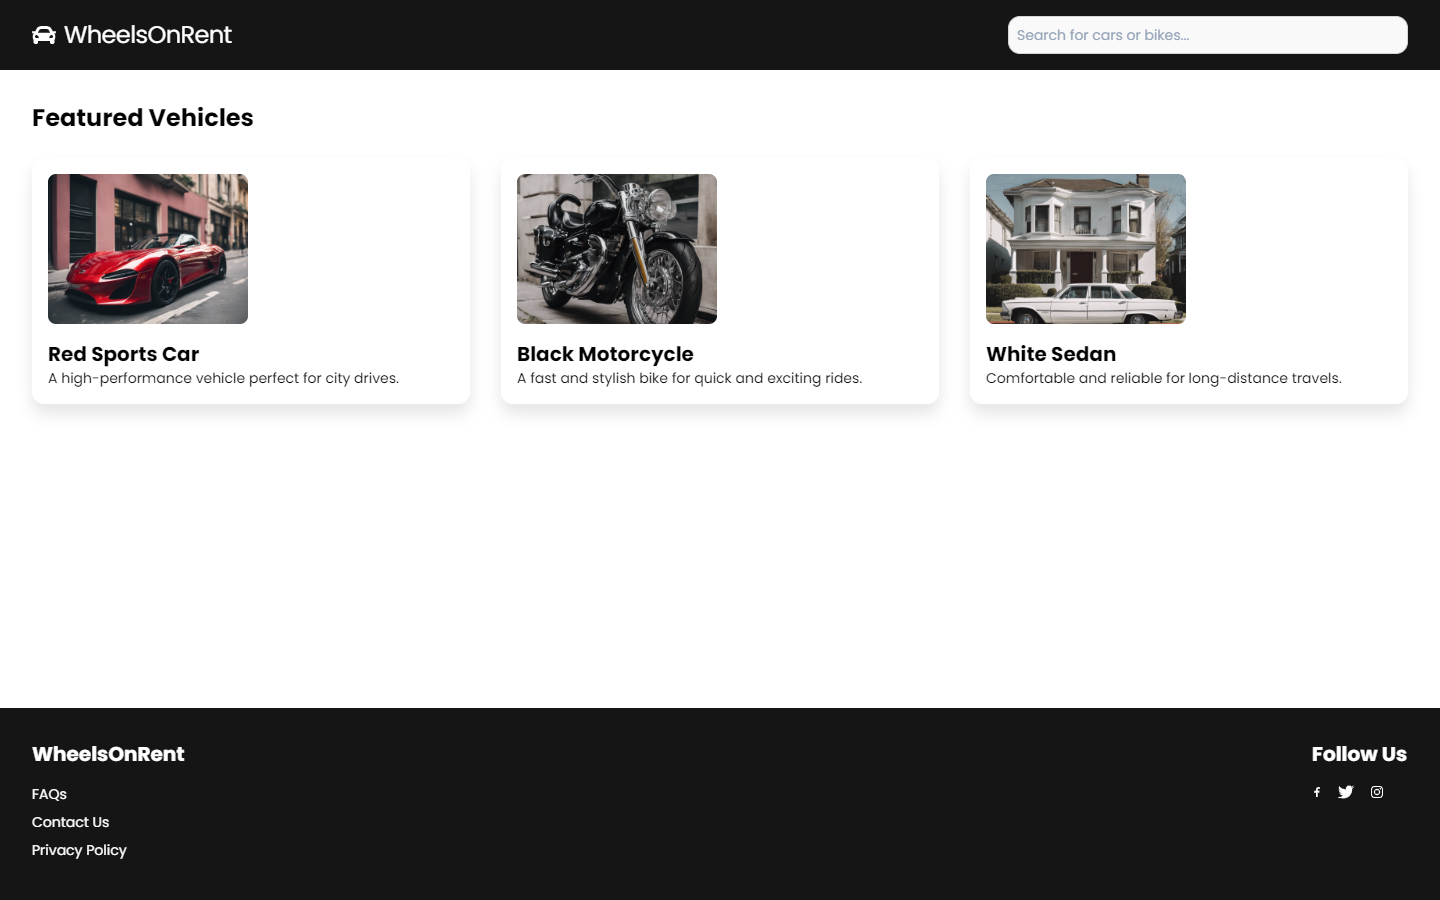 WheelsOnRent
Search for cars or bikes...
Featured Vehicles
Red Sports Car
A high-performance vehicle perfect for city drives.
Black Motorcycle
A fast and stylish bike for quick and exciting rides.
White Sedan
Comfortable and reliable for long-distance travels.
WheelsOnRent
FAQs
Contact Us
Privacy Policy
Follow Us